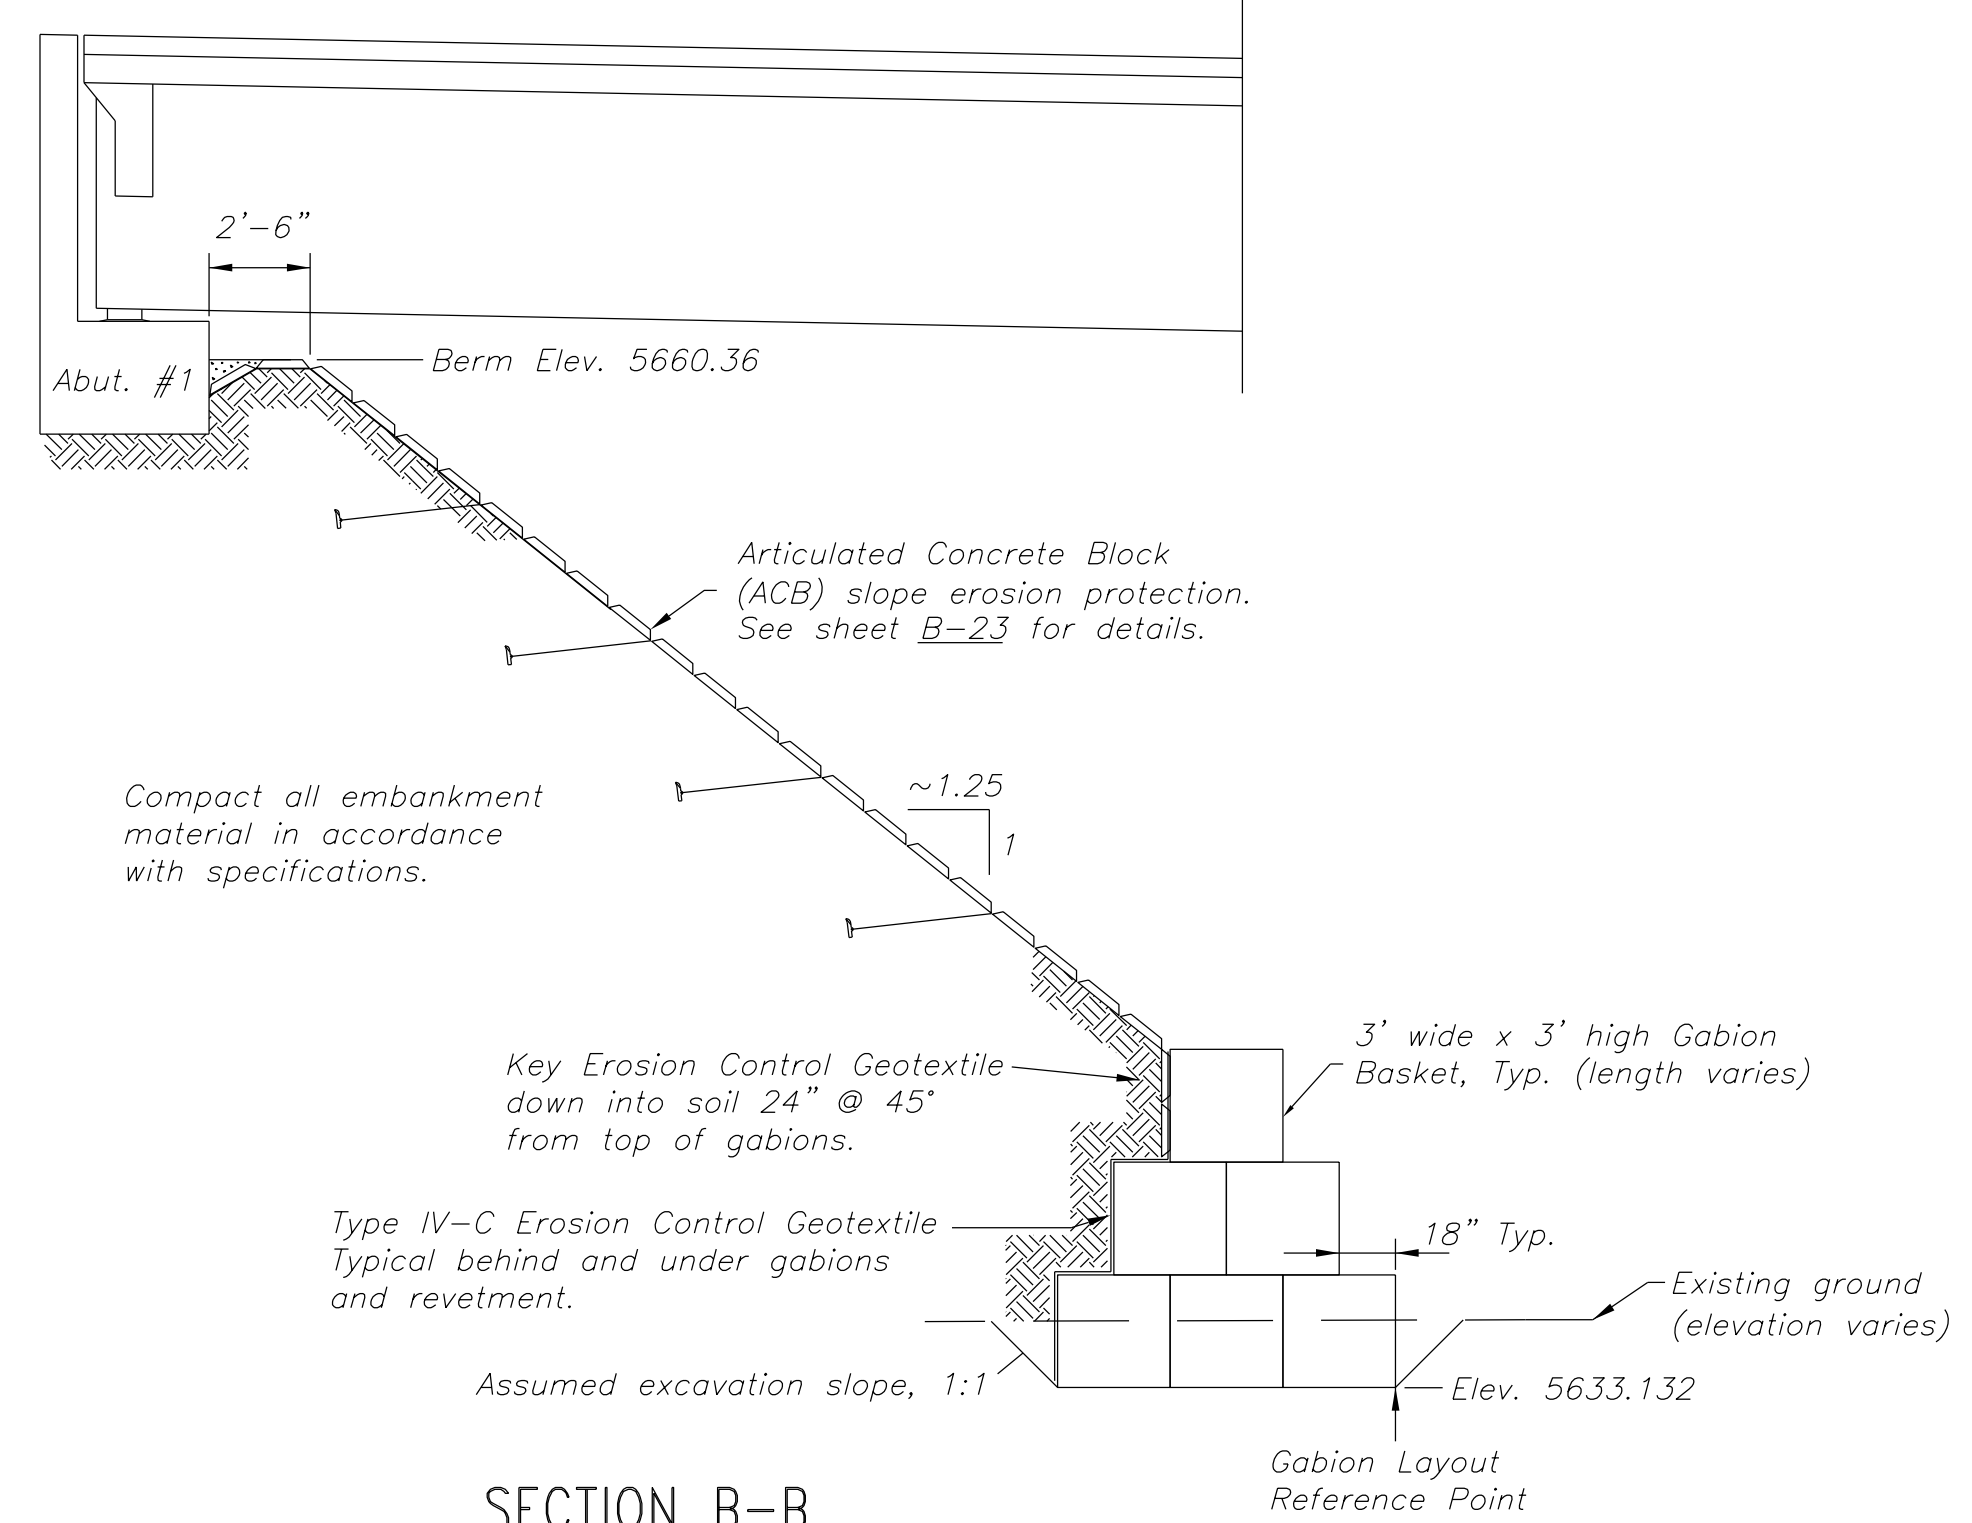 2'-6"
Berm Elev. 5660.36
Abut. #1
Articulated Concrete Block
(ACB) slope erosion protection.
See sheet B-23 for details.
~1.25
1
Compact all embankment
material in accordance
with specifications.
3' wide x 3' high Gabion
Basket, Typ. (length varies)
Key Erosion Control Geotextile
down into soil 24" @ 45°
from top of gabions.
Type IV-C Erosion Control Geotextile
Typical behind and under gabions
and revetment.
18" Typ.
Existing ground
(elevation varies)
Assumed excavation slope, 1:1
Elev. 5633.132
Gabion Layout
Reference Point
SECTION B-B